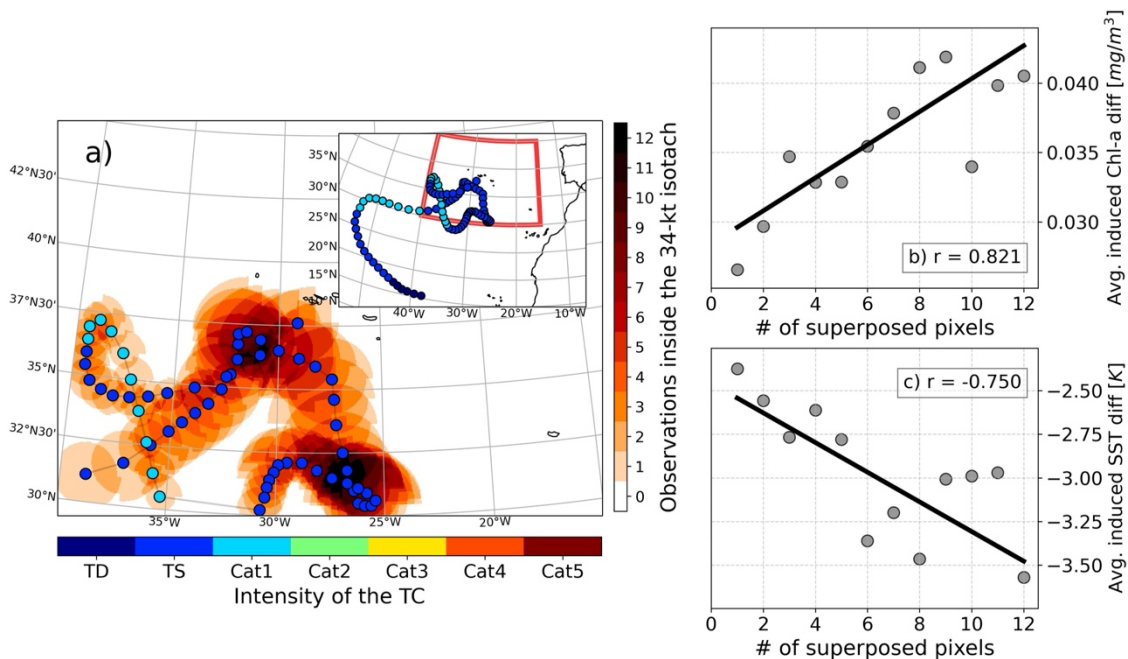 a)
42°N30'
40°N
37°N30'
35°N
32°N30'
30°N
35°W
30°W
25°W
20°W
35°N
30°N
25°N
20°N
15°N
40°W
30°W
20°W
10°W
12
11
10
9
8
7
6
5
4
3
2
1
0
Observations inside the 34-kt isotach
TD TS Cat1 Cat2 Cat3 Cat4 Cat5
Intensity of the TC
0.040
0.035
0.030
Avg. induced Chl-a diff [mg/m³]
b) r = 0.821
0 2 4 6 8 10 12
# of superposed pixels
c) r = -0.750
−2.50
−2.75
−3.00
−3.25
−3.50
Avg. induced SST diff [K]
0 2 4 6 8 10 12
# of superposed pixels